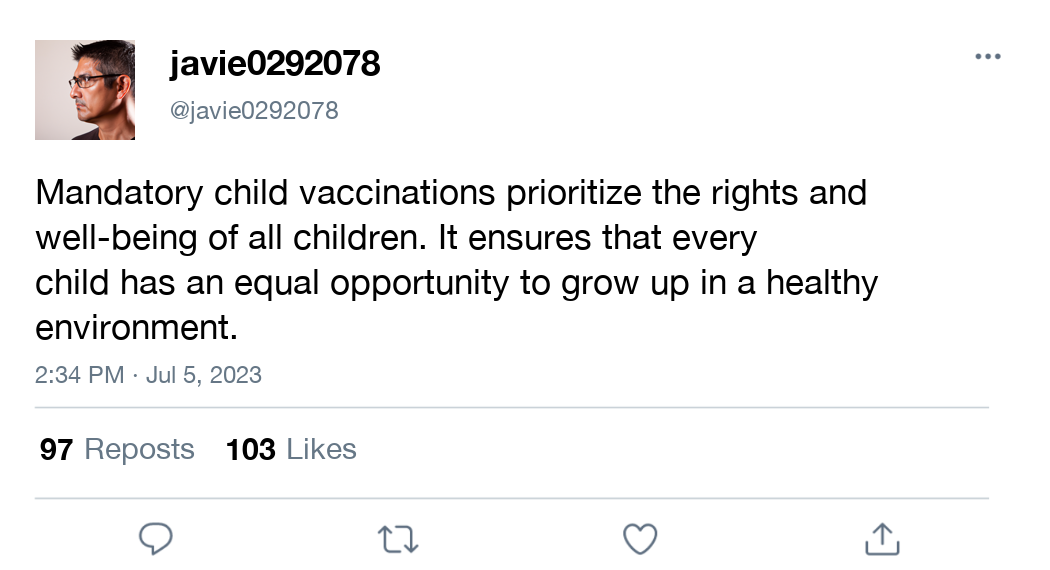 javie0292078
@javie0292078
Mandatory child vaccinations prioritize the rights and
well-being of all children. It ensures that every
child has an equal opportunity to grow up in a healthy
environment.
2:34 PM · Jul 5, 2023
97 Reposts 103 Likes